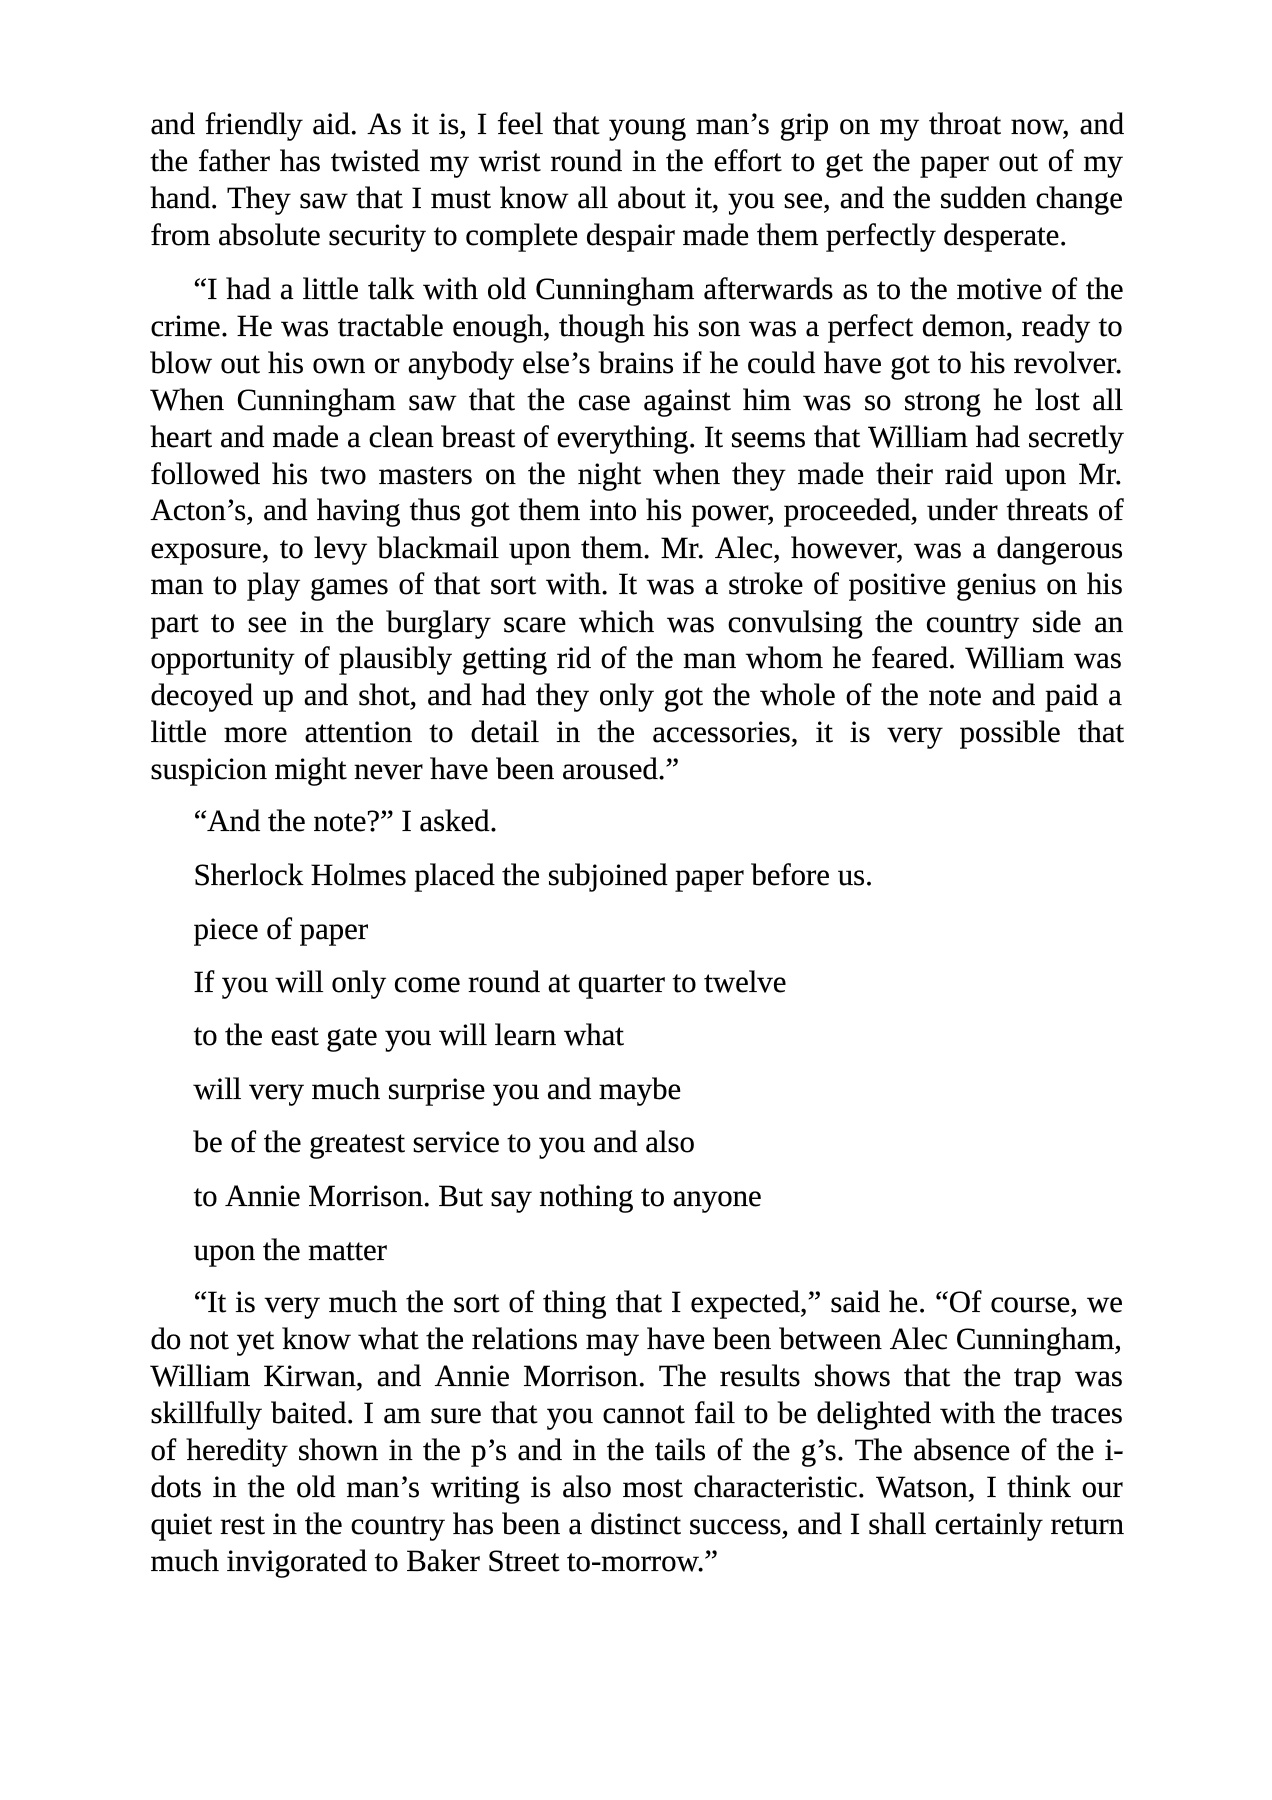 and friendly aid. As it is, I feel that young man’s grip on my throat now, and
the father has twisted my wrist round in the effort to get the paper out of my
hand. They saw that I must know all about it, you see, and the sudden change
from absolute security to complete despair made them perfectly desperate.
“I had a little talk with old Cunningham afterwards as to the motive of the
crime. He was tractable enough, though his son was a perfect demon, ready to
blow out his own or anybody else’s brains if he could have got to his revolver.
When Cunningham saw that the case against him was so strong he lost all
heart and made a clean breast of everything. It seems that William had secretly
followed his two masters on the night when they made their raid upon Mr.
Acton’s, and having thus got them into his power, proceeded, under threats of
exposure, to levy blackmail upon them. Mr. Alec, however, was a dangerous
man to play games of that sort with. It was a stroke of positive genius on his
part to see in the burglary scare which was convulsing the country side an
opportunity of plausibly getting rid of the man whom he feared. William was
decoyed up and shot, and had they only got the whole of the note and paid a
little more attention to detail in the accessories, it is very possible that
suspicion might never have been aroused.”
“And the note?” I asked.
Sherlock Holmes placed the subjoined paper before us.
piece of paper
If you will only come round at quarter to twelve
to the east gate you will learn what
will very much surprise you and maybe
be of the greatest service to you and also
to Annie Morrison. But say nothing to anyone
upon the matter
“It is very much the sort of thing that I expected,” said he. “Of course, we
do not yet know what the relations may have been between Alec Cunningham,
William Kirwan, and Annie Morrison. The results shows that the trap was
skillfully baited. I am sure that you cannot fail to be delighted with the traces
of heredity shown in the p’s and in the tails of the g’s. The absence of the i-
dots in the old man’s writing is also most characteristic. Watson, I think our
quiet rest in the country has been a distinct success, and I shall certainly return
much invigorated to Baker Street to-morrow.”